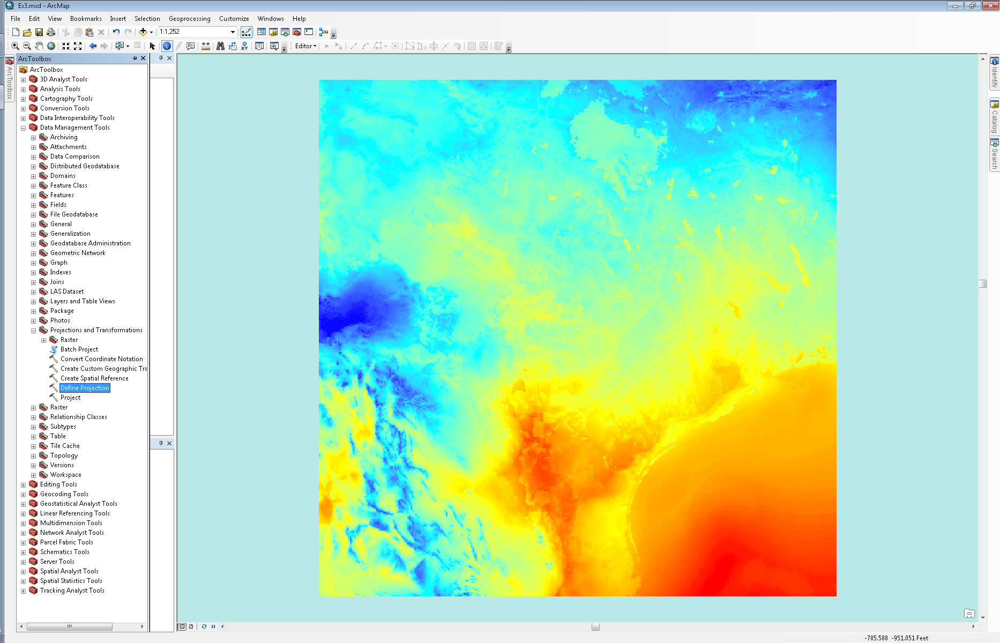 Ex3.mxd - ArcMap
File Edit View Bookmarks Insert Selection Geoprocessing Customize Windows Help
1:1,252
Editor
ArcToolbox
ArcToolbox
ArcToolbox
3D Analyst Tools
Analysis Tools
Cartography Tools
Conversion Tools
Data Interoperability Tools
Data Management Tools
Archiving
Attachments
Data Comparison
Distributed Geodatabase
Domains
Feature Class
Features
Fields
File Geodatabase
General
Generalization
Geodatabase Administration
Geometric Network
Graph
Indexes
Joins
LAS Dataset
Layers and Table Views
Package
Photos
Projections and Transformations
Raster
Batch Project
Convert Coordinate Notation
Create Custom Geographic Tra
Create Spatial Reference
Define Projection
Project
Raster
Relationship Classes
Subtypes
Table
Tile Cache
Topology
Versions
Workspace
Editing Tools
Geocoding Tools
Geostatistical Analyst Tools
Linear Referencing Tools
Multidimension Tools
Network Analyst Tools
Parcel Fabric Tools
Schematics Tools
Server Tools
Spatial Analyst Tools
Spatial Statistics Tools
Tracking Analyst Tools
Identify
Catalog
Search
-785.588 -951.051 Feet